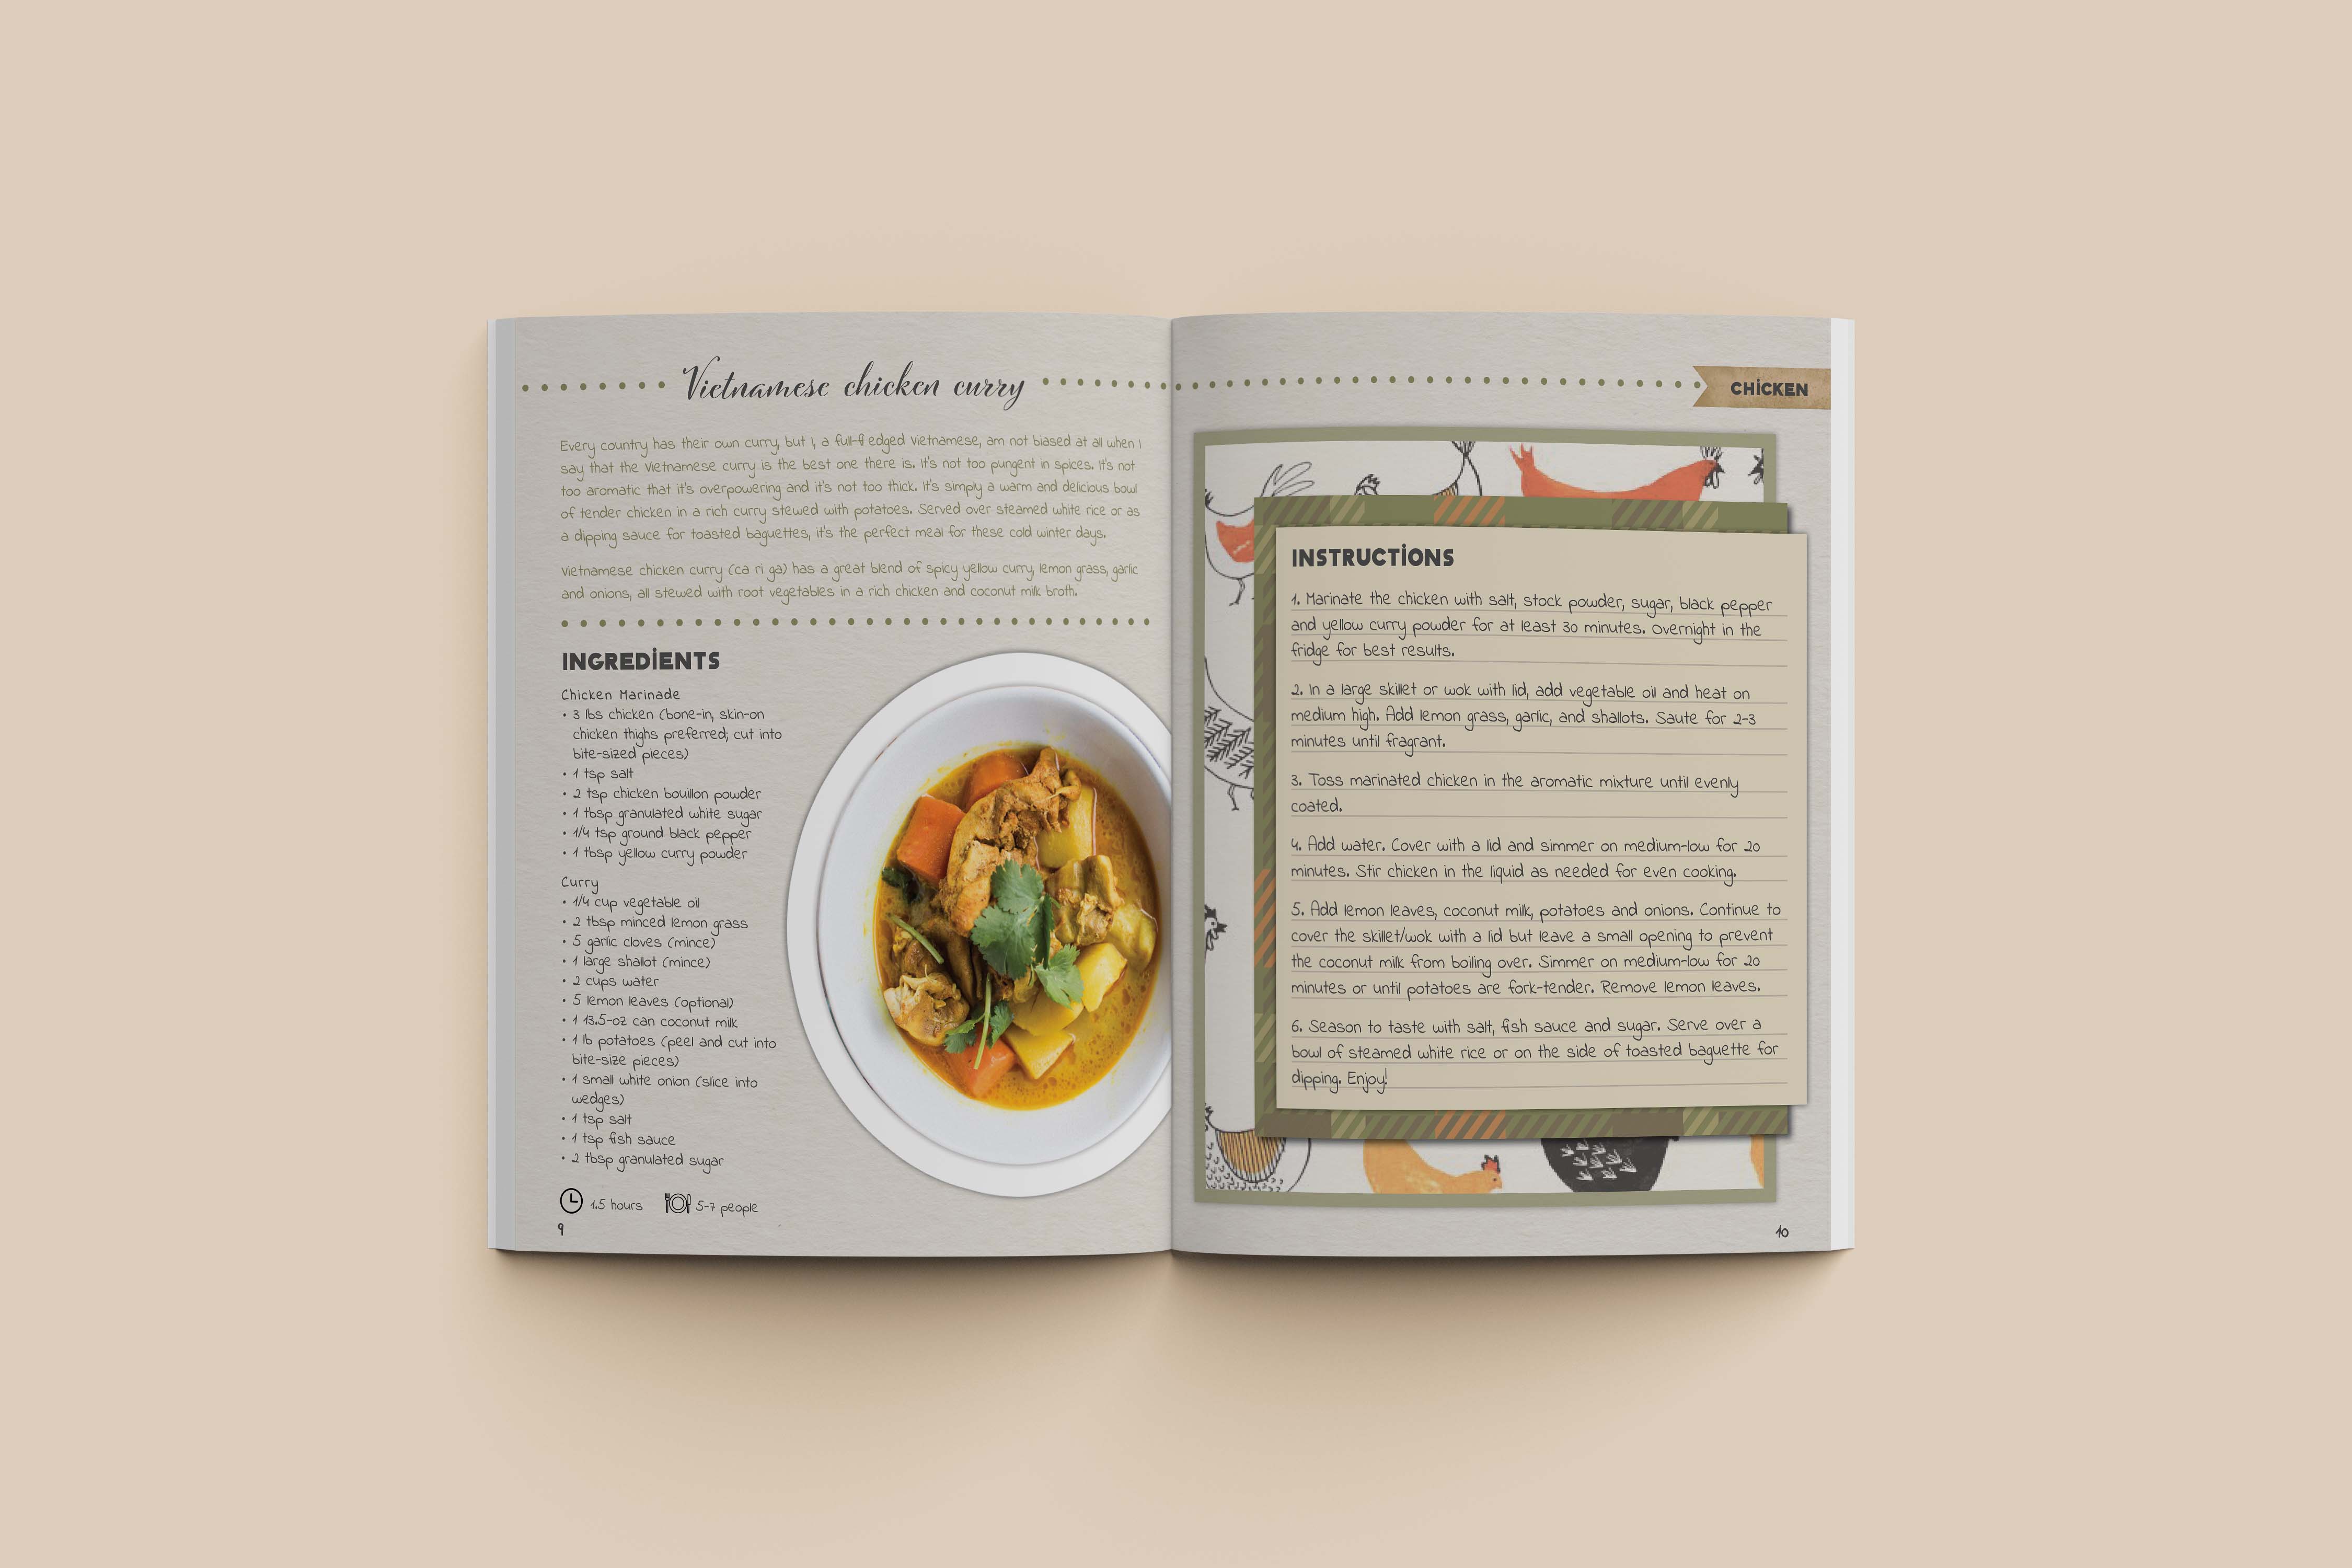 Vietnamese chicken curry
Every country has their own curry, but I, a full-fl edged Vietnamese, am not biased at all when I
say that the Vietnamese curry is the best one there is. It's not too pungent in spices. It's not
too aromatic that it's overpowering and it's not too thick. It's simply a warm and delicious bowl
of tender chicken in a rich curry stewed with potatoes. Served over steamed white rice or as
a dipping sauce for toasted baguettes, it's the perfect meal for these cold winter days.
Vietnamese chicken curry (ca ri ga) has a great blend of spicy yellow curry, lemon grass, garlic
and onions, all stewed with root vegetables in a rich chicken and coconut milk broth.
INGREDIENTS
Chicken Marinade
• 3 lbs chicken (bone-in, skin-on
chicken thighs preferred; cut into
bite-sized pieces)
• 1 tsp salt
• 2 tsp chicken bouillon powder
• 1 tbsp granulated white sugar
• 1/4 tsp ground black pepper
• 1 tbsp yellow curry powder
Curry
• 1/4 cup vegetable oil
• 2 tbsp minced lemon grass
• 5 garlic cloves (mince)
• 1 large shallot (mince)
• 2 cups water
• 5 lemon leaves (optional)
• 1 13.5-oz can coconut milk
• 1 lb potatoes (peel and cut into
bite-size pieces)
• 1 small white onion (slice into
wedges)
• 1 tsp salt
• 1 tsp fish sauce
• 2 tbsp granulated sugar
1.5 hours 5-7 people
9
CHICKEN
INSTRUCTIONS
1. Marinate the chicken with salt, stock powder, sugar, black pepper
and yellow curry powder for at least 30 minutes. Overnight in the
fridge for best results.
2. In a large skillet or wok with lid, add vegetable oil and heat on
medium high. Add lemon grass, garlic, and shallots. Saute for 2-3
minutes until fragrant.
3. Toss marinated chicken in the aromatic mixture until evenly
coated.
4. Add water. Cover with a lid and simmer on medium-low for 20
minutes. Stir chicken in the liquid as needed for even cooking.
5. Add lemon leaves, coconut milk, potatoes and onions. Continue to
cover the skillet/wok with a lid but leave a small opening to prevent
the coconut milk from boiling over. Simmer on medium-low for 20
minutes or until potatoes are fork-tender. Remove lemon leaves.
6. Season to taste with salt, fish sauce and sugar. Serve over a
bowl of steamed white rice or on the side of toasted baguette for
dipping. Enjoy!
10